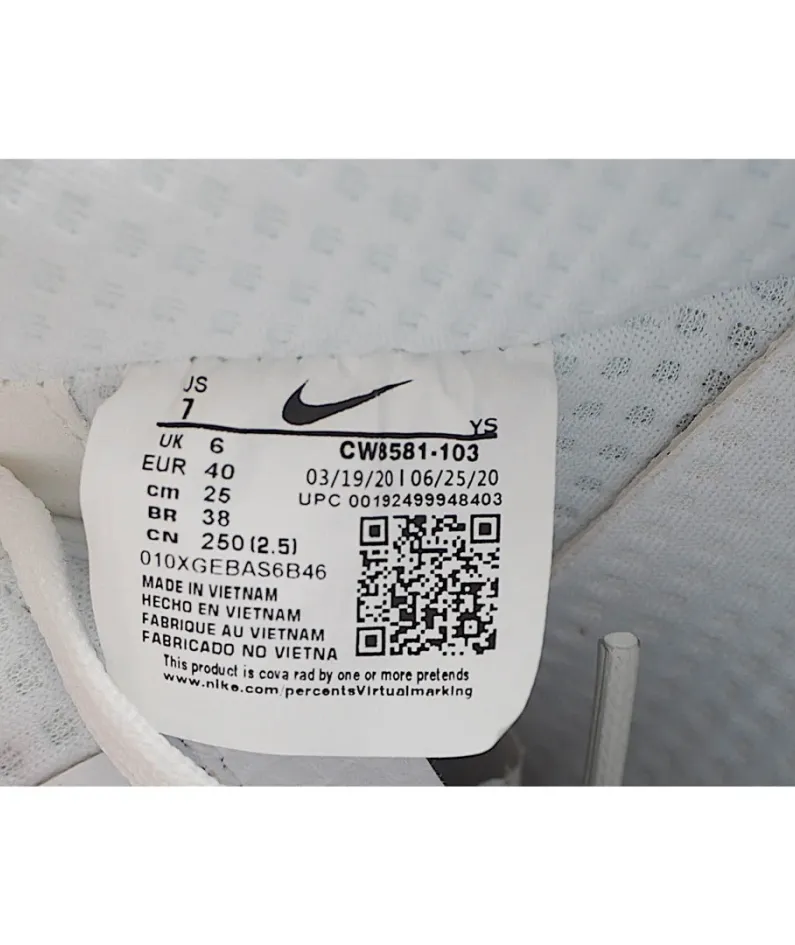 US
7
YS
UK 6
EUR 40
cm 25
BR 38
CN 250 (2.5)
CW8581-103
03/19/20 | 06/25/20
UPC 00192499948403
010XGEBAS6B46
MADE IN VIETNAM
HECHO EN VIETNAM
FABRIQUE AU VIETNAM
FABRICADO NO VIETNA
This product is cova rad by one or more pretends
www.nike.com/percentsVirtualmarking